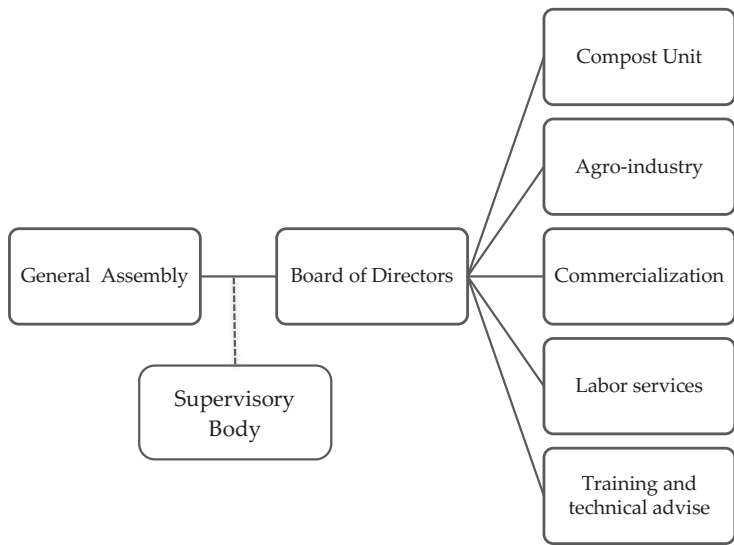 Compost Unit
Agro-industry
General Assembly
Board of Directors
Commercialization
Supervisory
Body
Labor services
Training and
technical advise